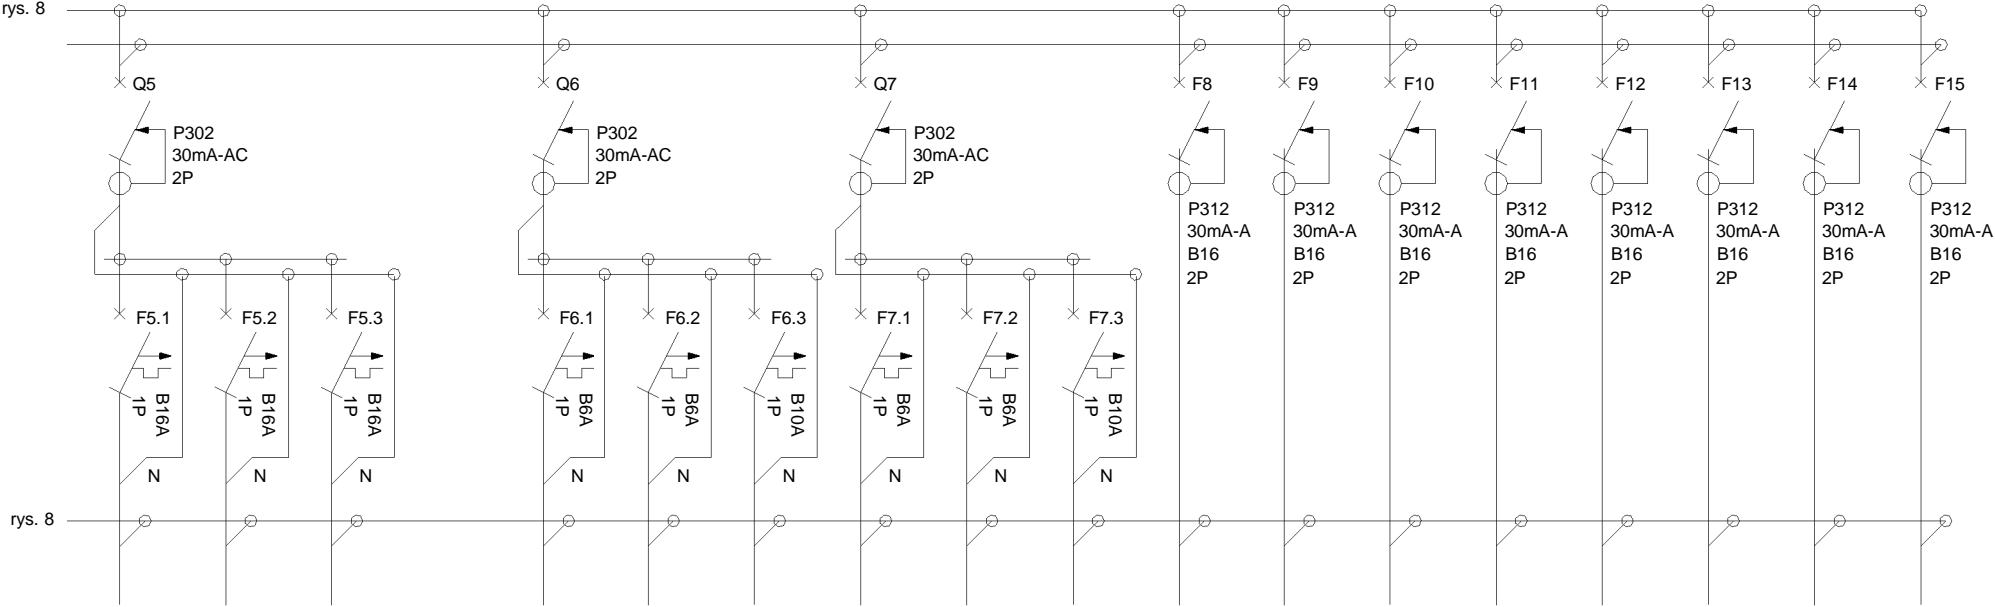 rys. 8
Q5
Q6
Q7
F8
F9
F10
F11
F12
F13
F14
F15
P302
30mA-AC
2P
P302
30mA-AC
2P
P302
30mA-AC
2P
P312
30mA-A
B16
2P
P312
30mA-A
B16
2P
P312
30mA-A
B16
2P
P312
30mA-A
B16
2P
P312
30mA-A
B16
2P
P312
30mA-A
B16
2P
P312
30mA-A
B16
2P
P312
30mA-A
B16
2P
F5.1
F5.2
F5.3
F6.1
F6.2
F6.3
F7.1
F7.2
F7.3
B16A
1P
B16A
1P
B16A
1P
B6A
1P
B6A
1P
B10A
1P
B6A
1P
B6A
1P
B10A
1P
N
N
N
N
N
N
N
N
N
rys. 8